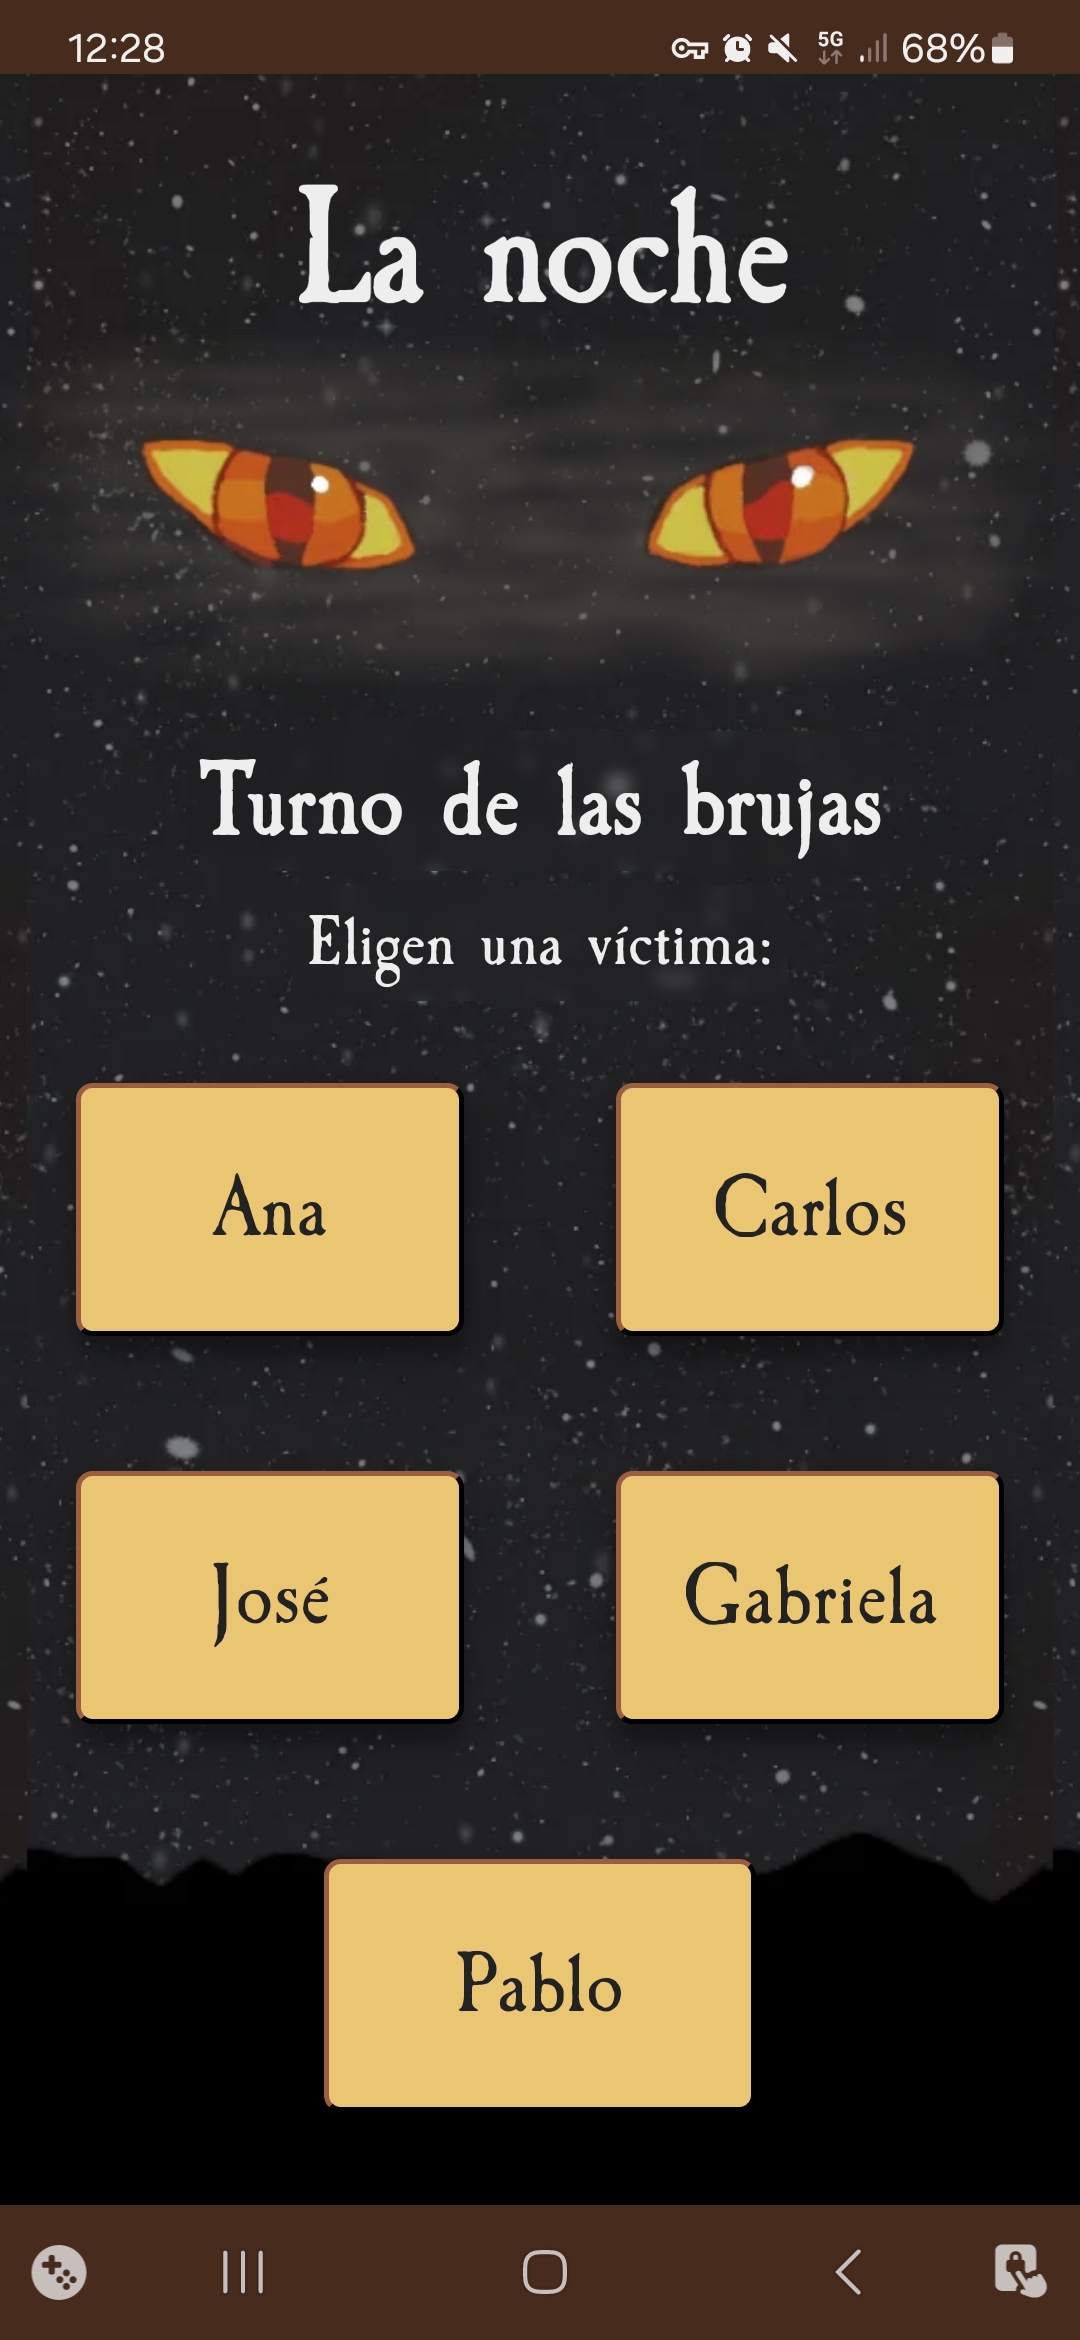 12:28
5G
68%
La noche
Turno de las brujas
Eligen una víctima:
Ana
Carlos
José
Gabriela
Pablo